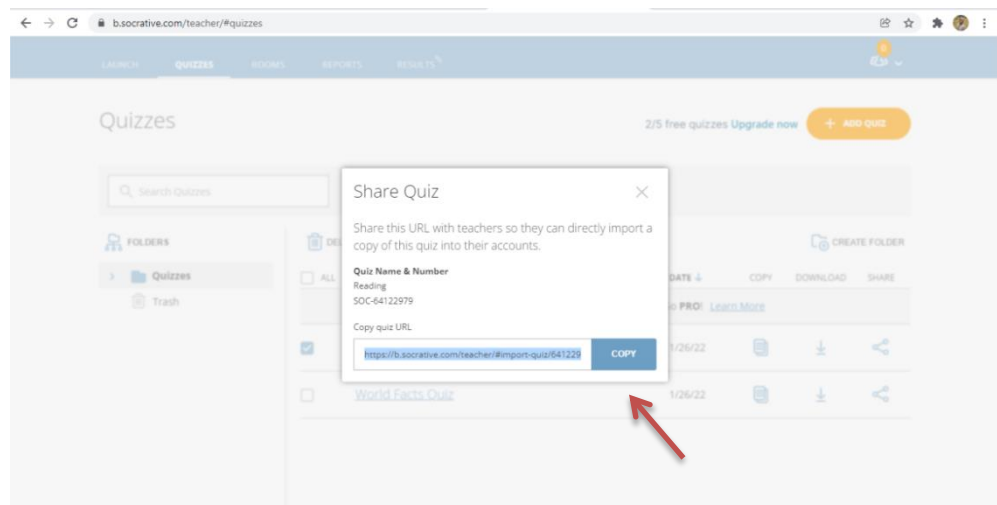 b.socrative.com/teacher/#quizzes
LAUNCH QUIZZES ROOMS REPORTS RESULTS
Quizzes
2/5 free quizzes Upgrade now + ADD QUIZ
Search Quizzes
Share Quiz
Share this URL with teachers so they can directly import a
copy of this quiz into their accounts.
FOLDERS
DEL
CREATE FOLDER
Quiz Name & Number
Reading
SOC-64122979
Quizzes
ALL
DATE COPY DOWNLOAD SHARE
Trash
PRO! Learn More
Copy quiz URL
https://b.socrative.com/teacher/#import-quiz/641229 COPY
1/26/22
World Facts Quiz 1/26/22